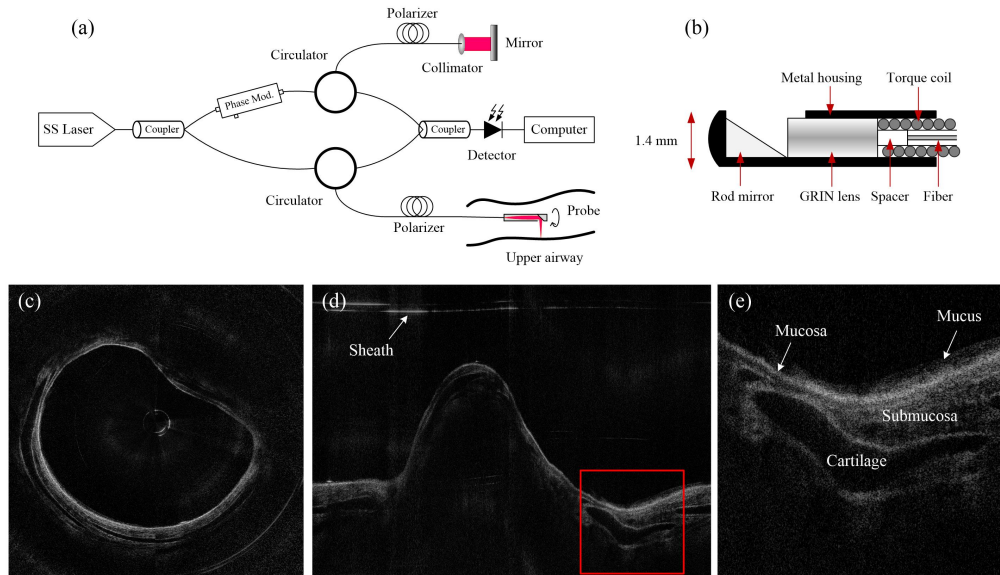 (a)
Polarizer
Circulator
Mirror
Collimator
Phase Mod.
SS Laser
Coupler
Coupler
Computer
Detector
Circulator
Polarizer
Probe
Upper airway
(b)
Metal housing
Torque coil
1.4 mm
Rod mirror
GRIN lens
Spacer
Fiber
(c)
(d)
Sheath
(e)
Mucosa
Mucus
Submucosa
Cartilage